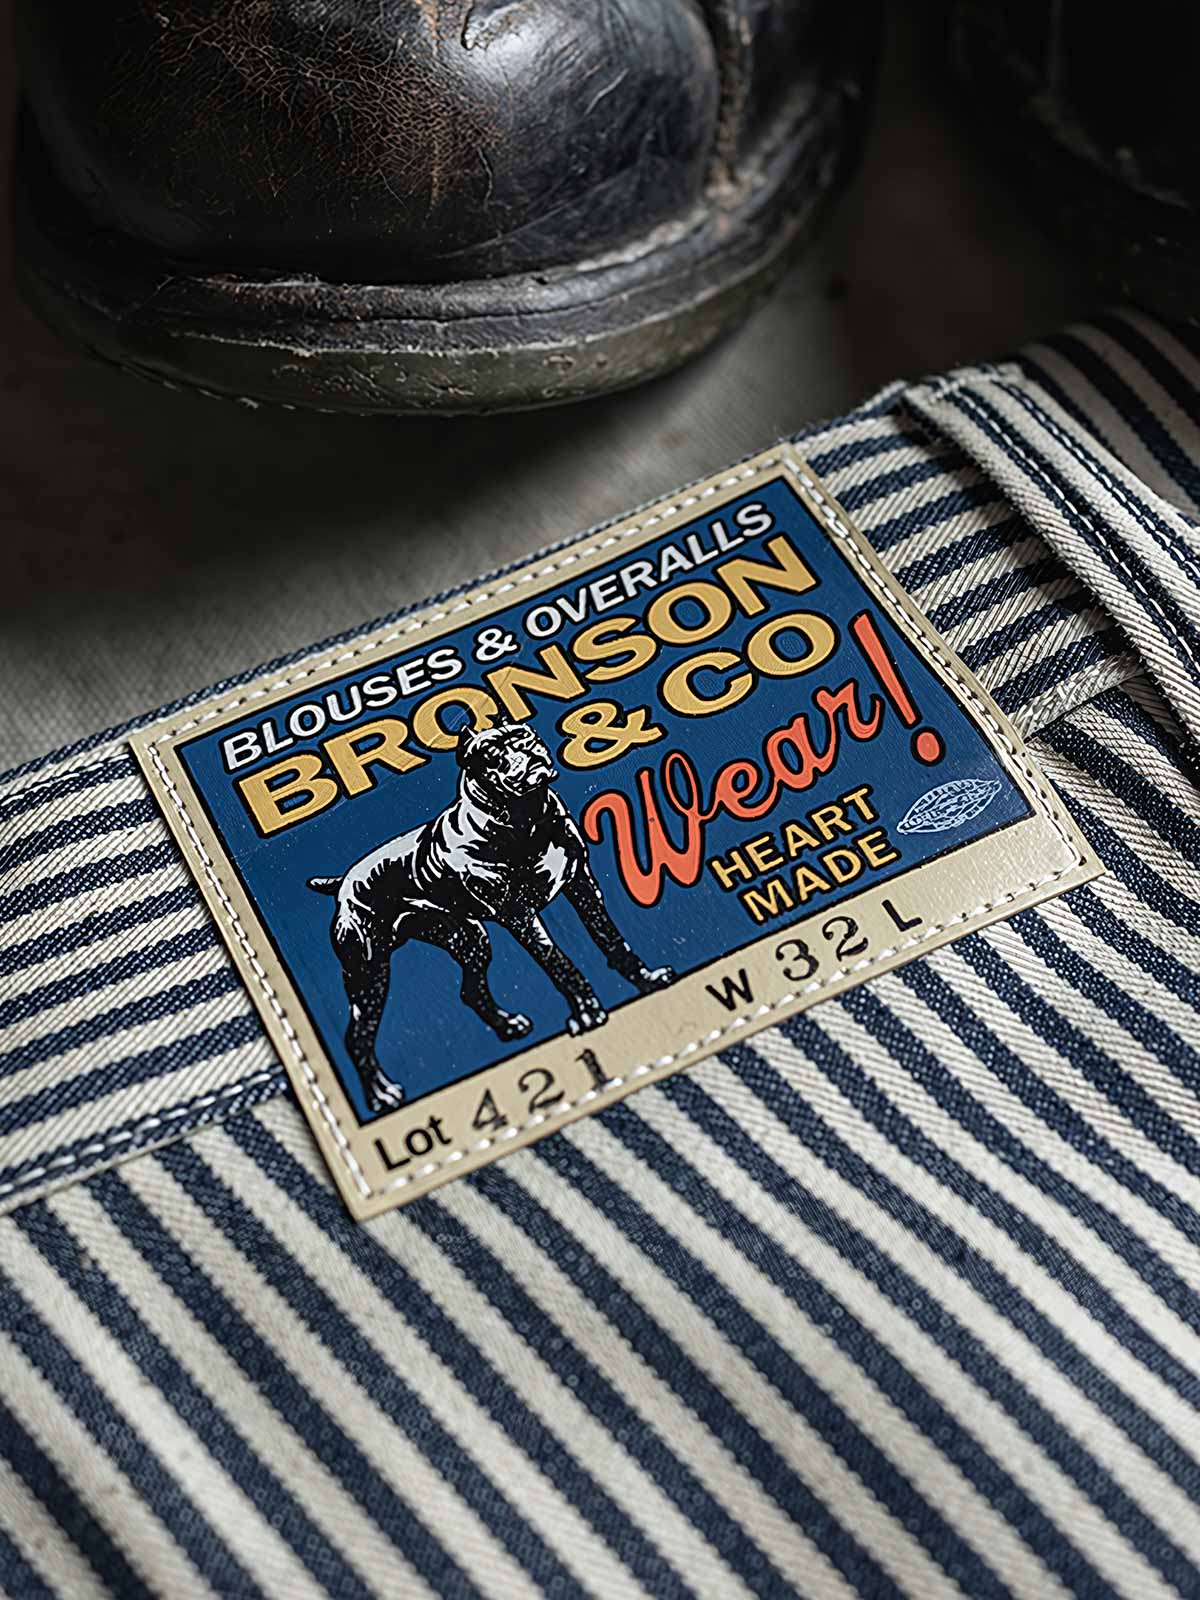 BLOUSES & OVERALLS
BRONSON
& CO
Wear!
HEART
MADE
W 32 L
Lot 421